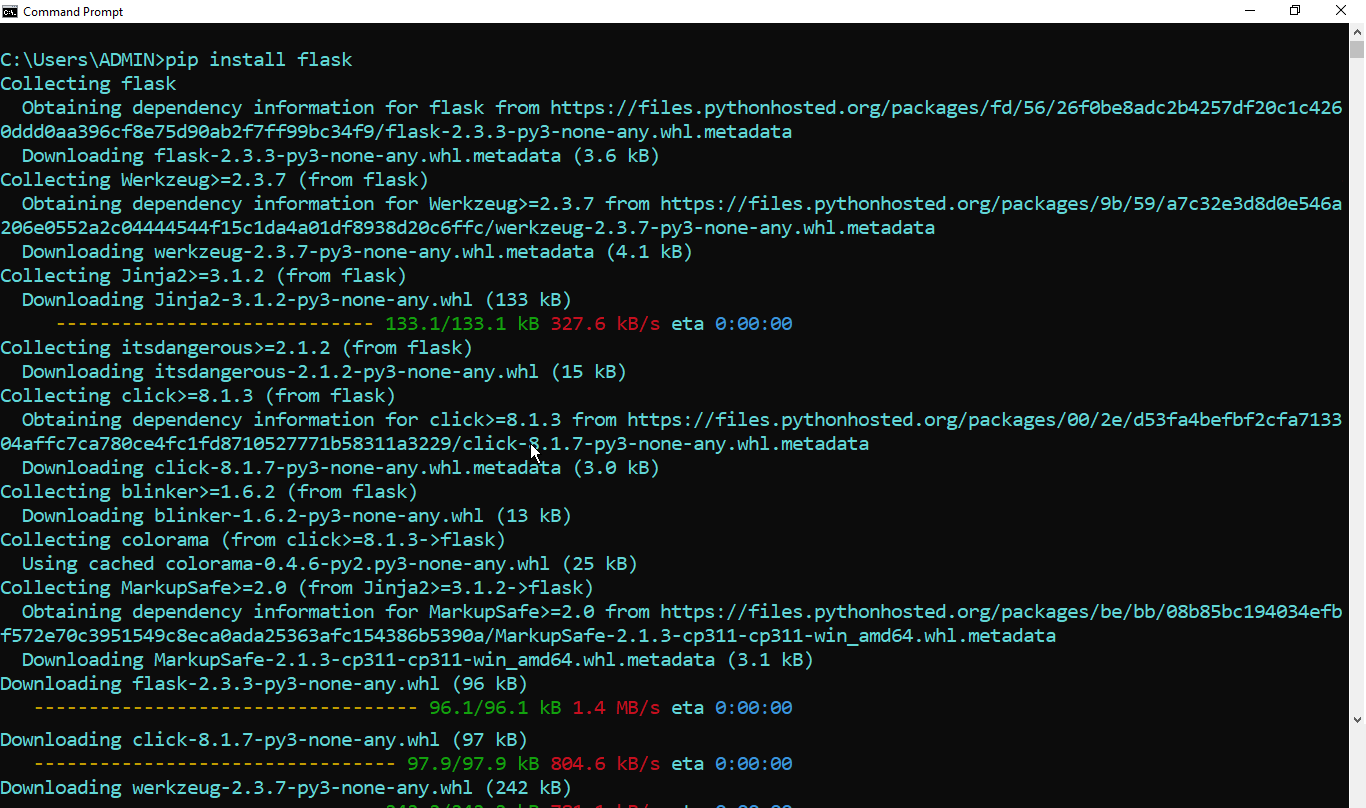 Command Prompt
C:\Users\ADMIN>pip install flask
Collecting flask
  Obtaining dependency information for flask from https://files.pythonhosted.org/packages/fd/56/26f0be8adc2b4257df20c1c426
0ddd0aa396cf8e75d90ab2f7ff99bc34f9/flask-2.3.3-py3-none-any.whl.metadata
  Downloading flask-2.3.3-py3-none-any.whl.metadata (3.6 kB)
Collecting Werkzeug>=2.3.7 (from flask)
  Obtaining dependency information for Werkzeug>=2.3.7 from https://files.pythonhosted.org/packages/9b/59/a7c32e3d8d0e546a
206e0552a2c04444544f15c1da4a01df8938d20c6ffc/werkzeug-2.3.7-py3-none-any.whl.metadata
  Downloading werkzeug-2.3.7-py3-none-any.whl.metadata (4.1 kB)
Collecting Jinja2>=3.1.2 (from flask)
  Downloading Jinja2-3.1.2-py3-none-any.whl (133 kB)
     ----------------------------- 133.1/133.1 kB 327.6 kB/s eta 0:00:00
Collecting itsdangerous>=2.1.2 (from flask)
  Downloading itsdangerous-2.1.2-py3-none-any.whl (15 kB)
Collecting click>=8.1.3 (from flask)
  Obtaining dependency information for click>=8.1.3 from https://files.pythonhosted.org/packages/00/2e/d53fa4befbf2cfa7133
04affc7ca780ce4fc1fd8710527771b58311a3229/click-8.1.7-py3-none-any.whl.metadata
  Downloading click-8.1.7-py3-none-any.whl.metadata (3.0 kB)
Collecting blinker>=1.6.2 (from flask)
  Downloading blinker-1.6.2-py3-none-any.whl (13 kB)
Collecting colorama (from click>=8.1.3->flask)
  Using cached colorama-0.4.6-py2.py3-none-any.whl (25 kB)
Collecting MarkupSafe>=2.0 (from Jinja2>=3.1.2->flask)
  Obtaining dependency information for MarkupSafe>=2.0 from https://files.pythonhosted.org/packages/be/bb/08b85bc194034efb
f572e70c3951549c8eca0ada25363afc154386b5390a/MarkupSafe-2.1.3-cp311-cp311-win_amd64.whl.metadata
  Downloading MarkupSafe-2.1.3-cp311-cp311-win_amd64.whl.metadata (3.1 kB)
Downloading flask-2.3.3-py3-none-any.whl (96 kB)
   ----------------------------------- 96.1/96.1 kB 1.4 MB/s eta 0:00:00
Downloading click-8.1.7-py3-none-any.whl (97 kB)
   --------------------------------- 97.9/97.9 kB 804.6 kB/s eta 0:00:00
Downloading werkzeug-2.3.7-py3-none-any.whl (242 kB)